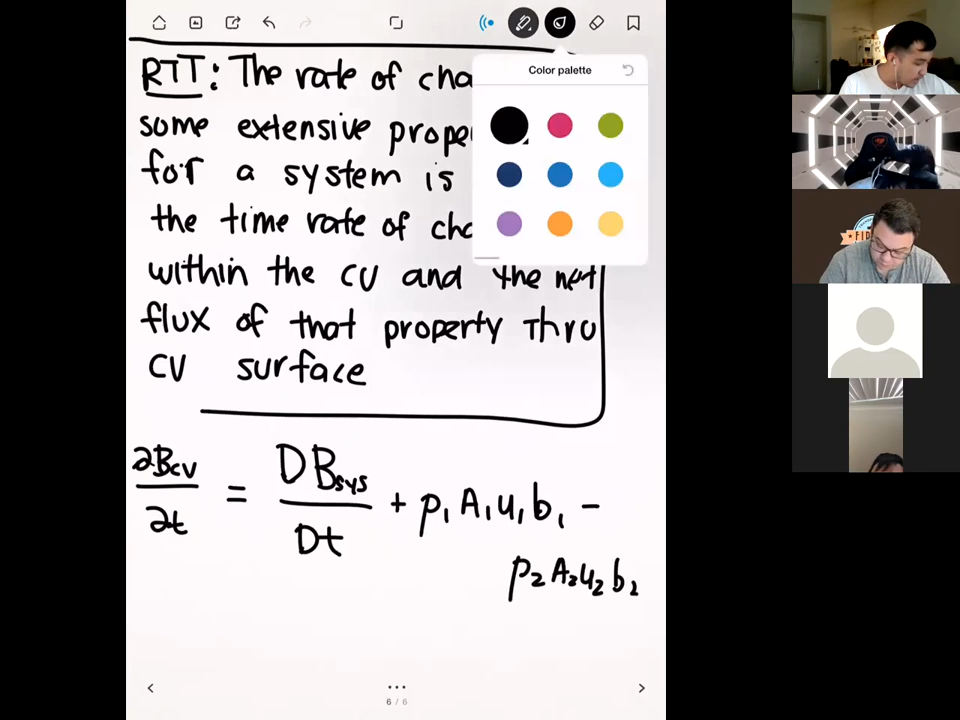 Color palette
RTT: The rate of cha
some extensive prope
for a system is
the time rate of cha
within the CV and the net
flux of that property thru
CV surface
∂Bcv/∂t = DBsys/Dt + ρ₁A₁u₁b₁ −
ρ₂A₂u₂b₂
6 / 6